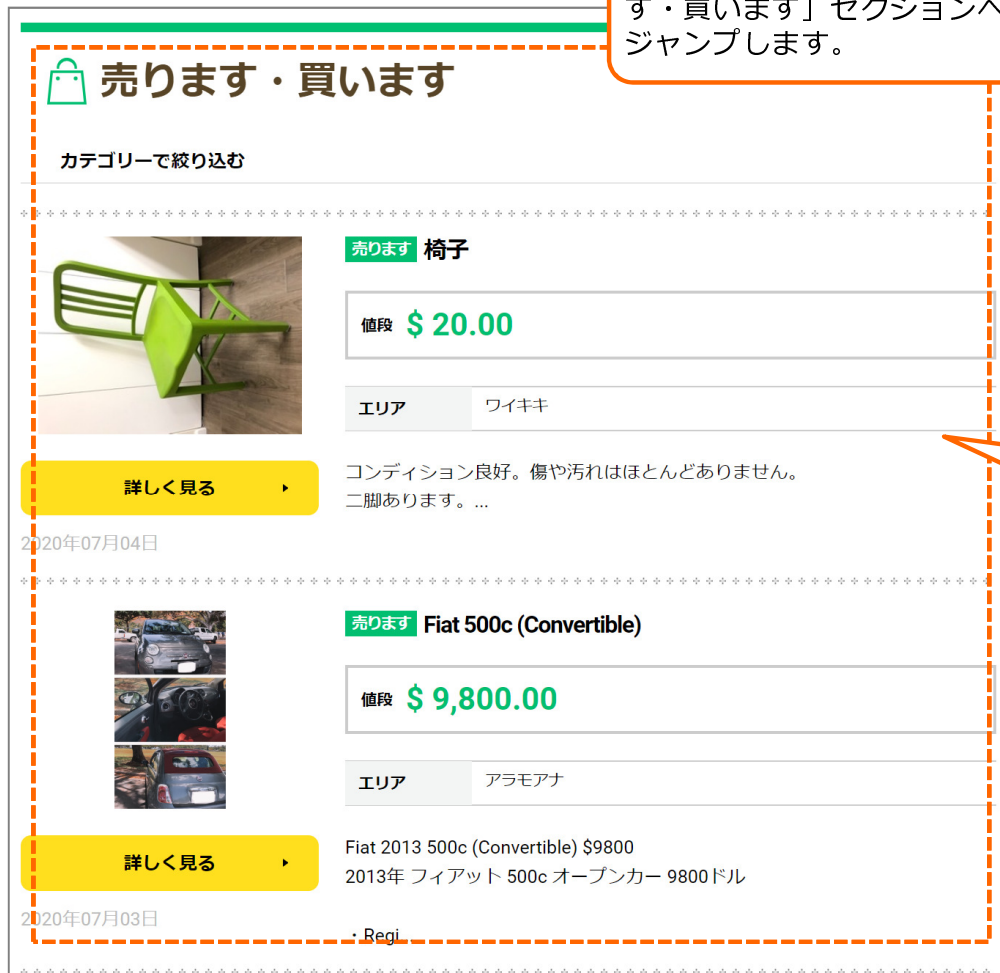 す・買います」セクションへ
ジャンプします。
売ります・買います
カテゴリーで絞り込む
売ります 椅子
値段 $ 20.00
エリア ワイキキ
詳しく見る
コンディション良好。傷や汚れはほとんどありません。
二脚あります。...
2020年07月04日
売ります Fiat 500c (Convertible)
値段 $ 9,800.00
エリア アラモアナ
詳しく見る
Fiat 2013 500c (Convertible) $9800
2013年 フィアット 500c オープンカー 9800ドル
2020年07月03日
・Regi...